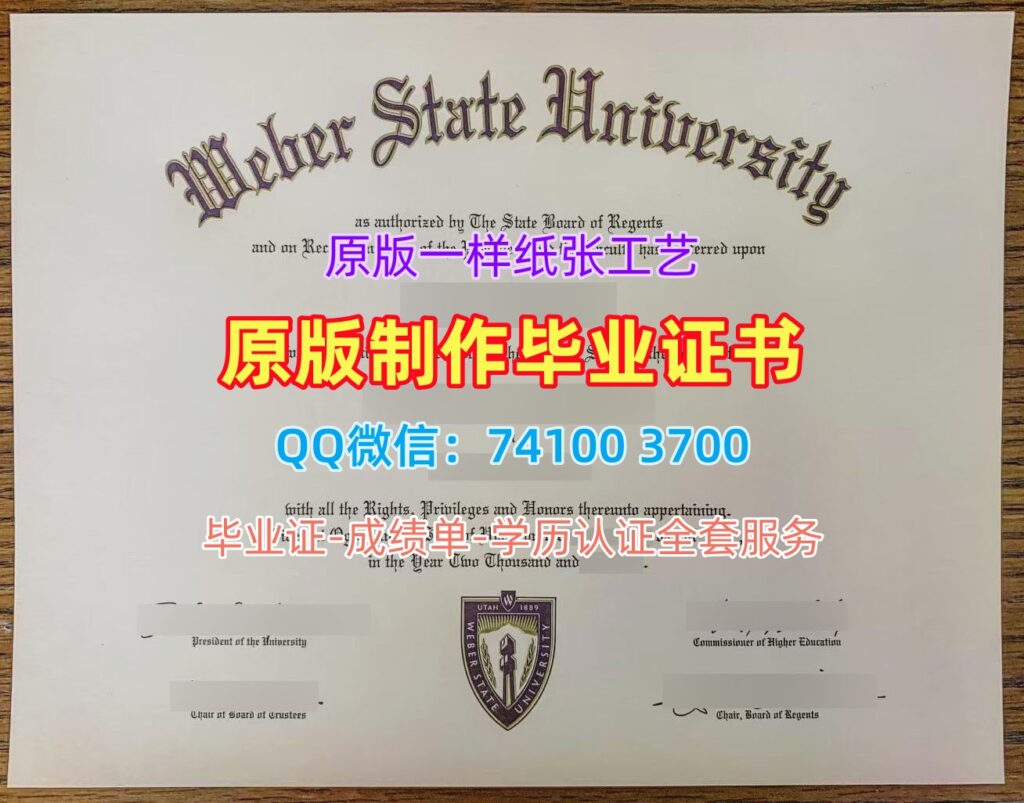 Weber State University
as authorized by The State Board of Regents
and on of the has upon
原版一样纸张工艺
原版制作毕业证书
QQ微信：74100 3700
with all the Rights, Privileges and Honors thereunto appertaining.
毕业证-成绩单-学历认证全套服务
in the Year Two Thousand and .
UTAH W 1889
WEBER STATE UNIVERSITY
President of the University
Commissioner of Higher Education
Chair of Board of Trustees
Chair, Board of Regents